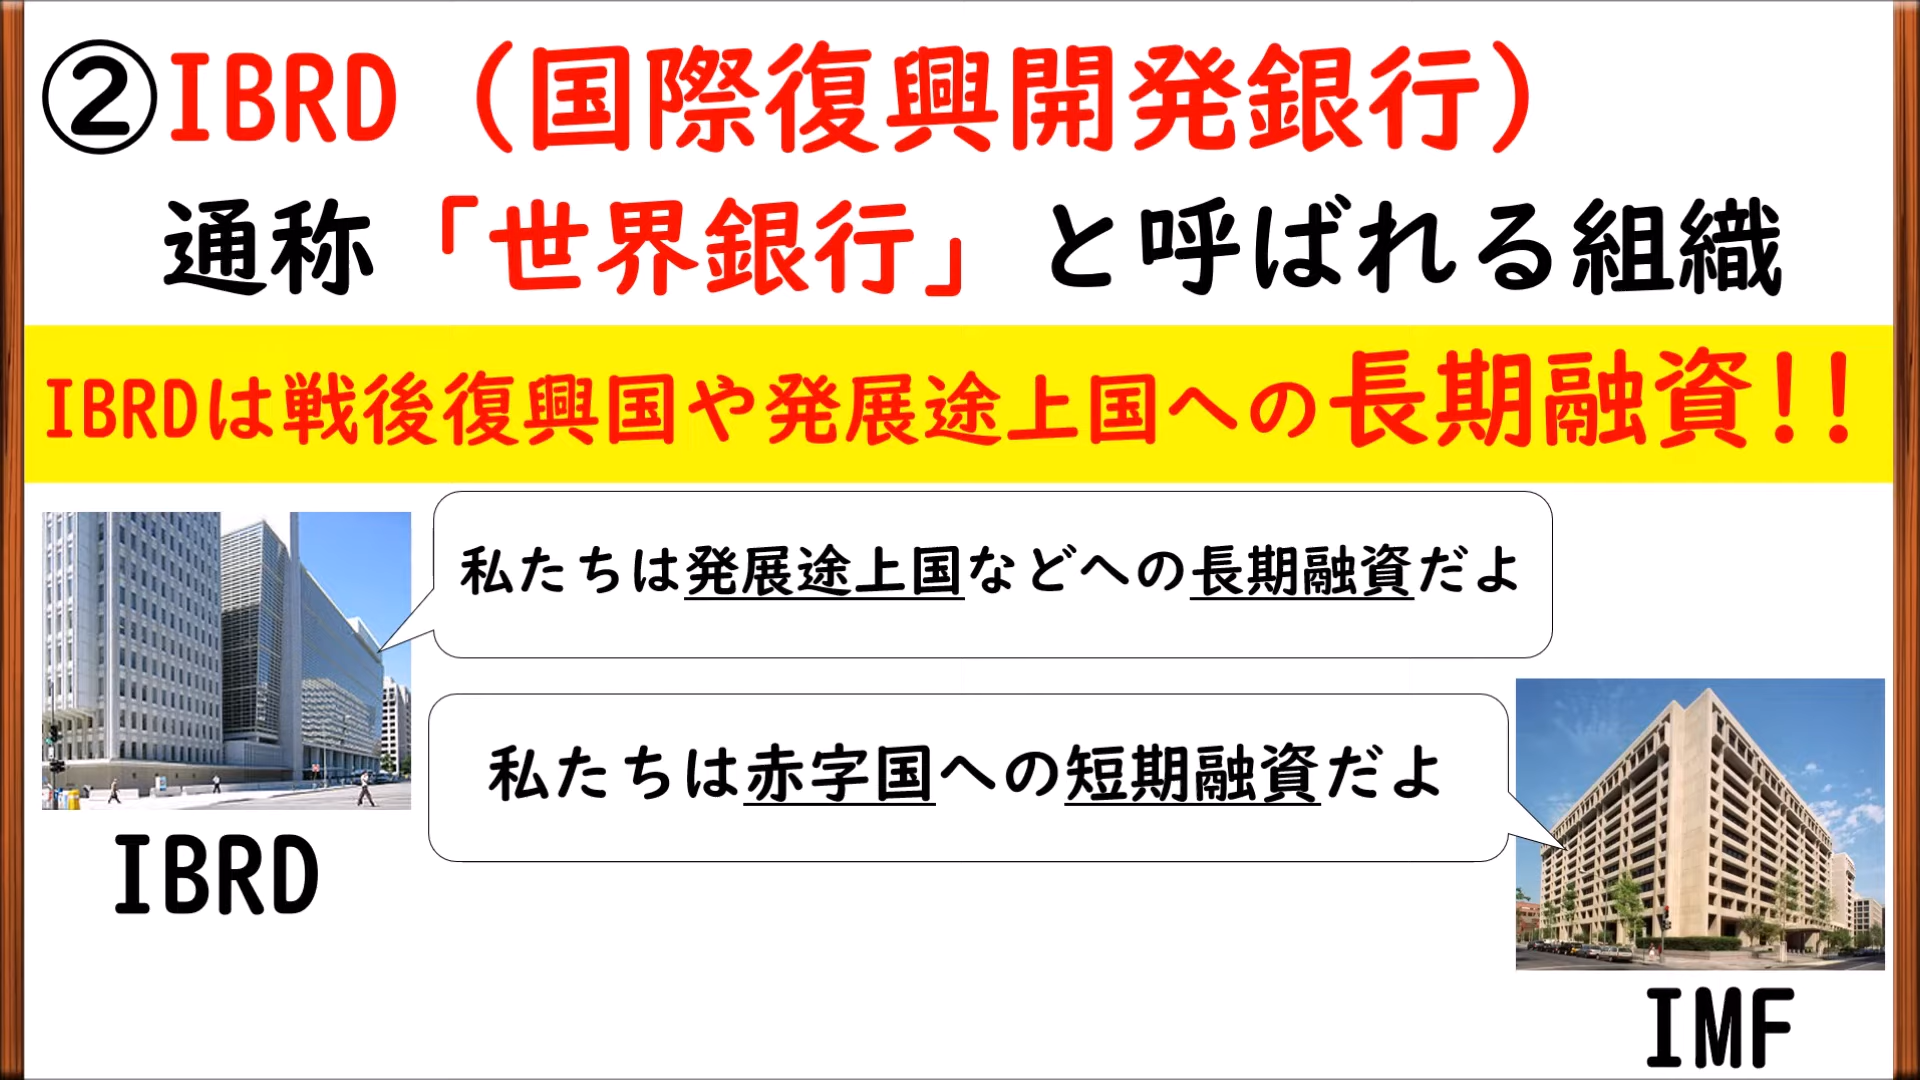 ②IBRD（国際復興開発銀行）
通称「世界銀行」と呼ばれる組織
IBRDは戦後復興国や発展途上国への長期融資!!
私たちは発展途上国などへの長期融資だよ
私たちは赤字国への短期融資だよ
IBRD
IMF